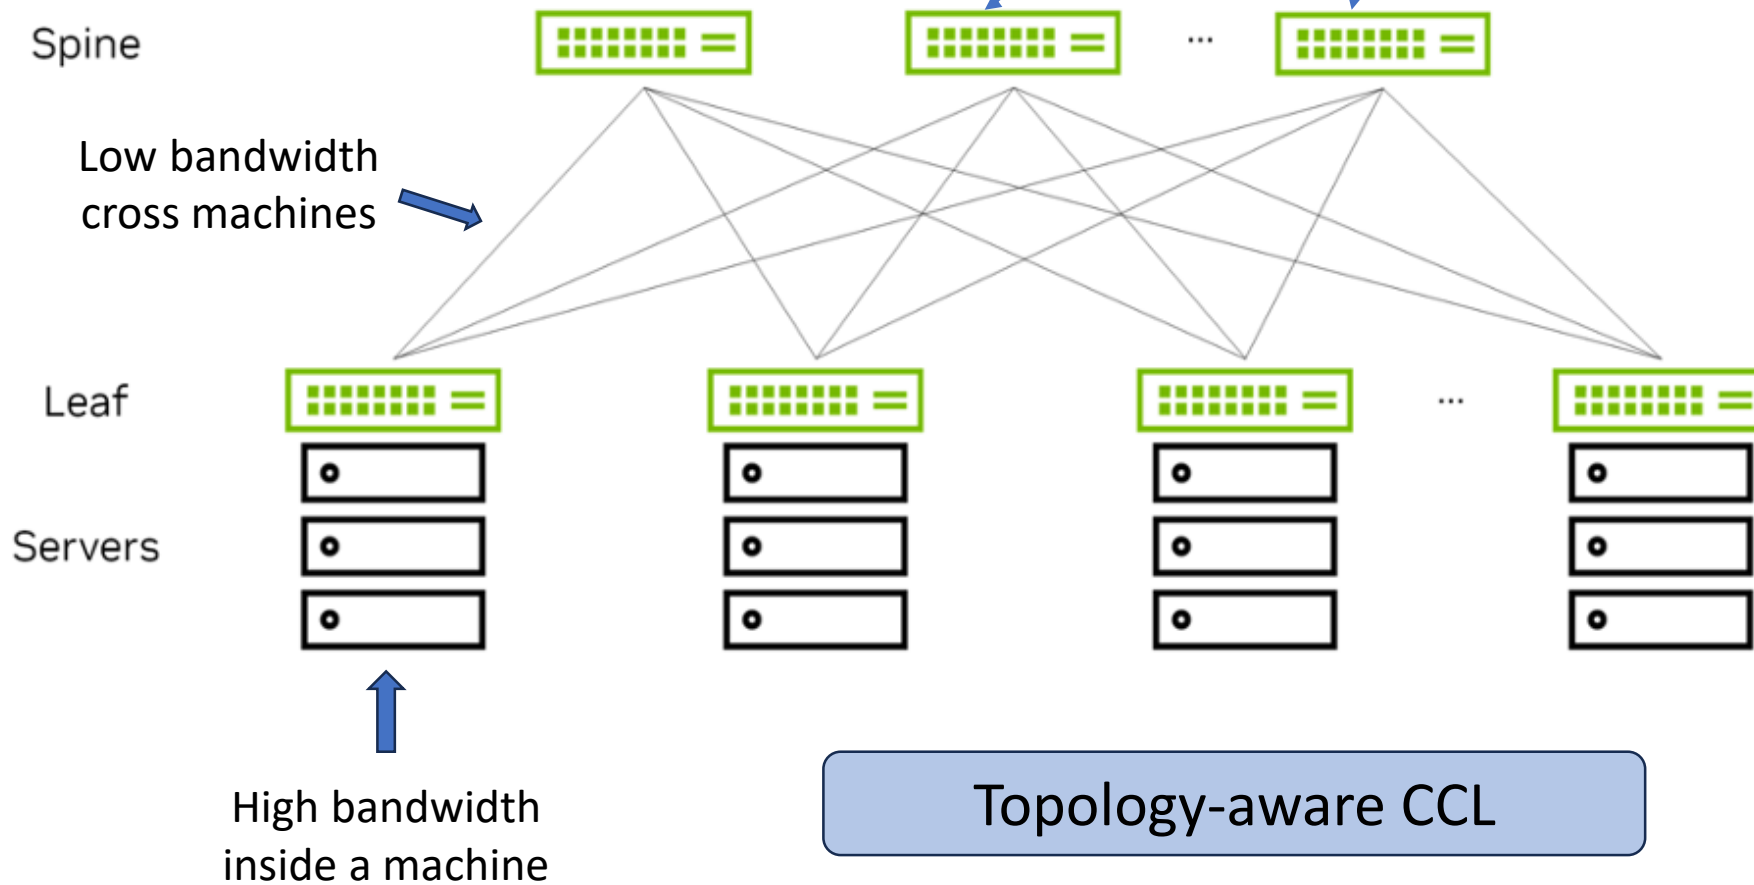 Spine
...
Low bandwidth
cross machines
Leaf
...
Servers
High bandwidth
inside a machine
Topology-aware CCL